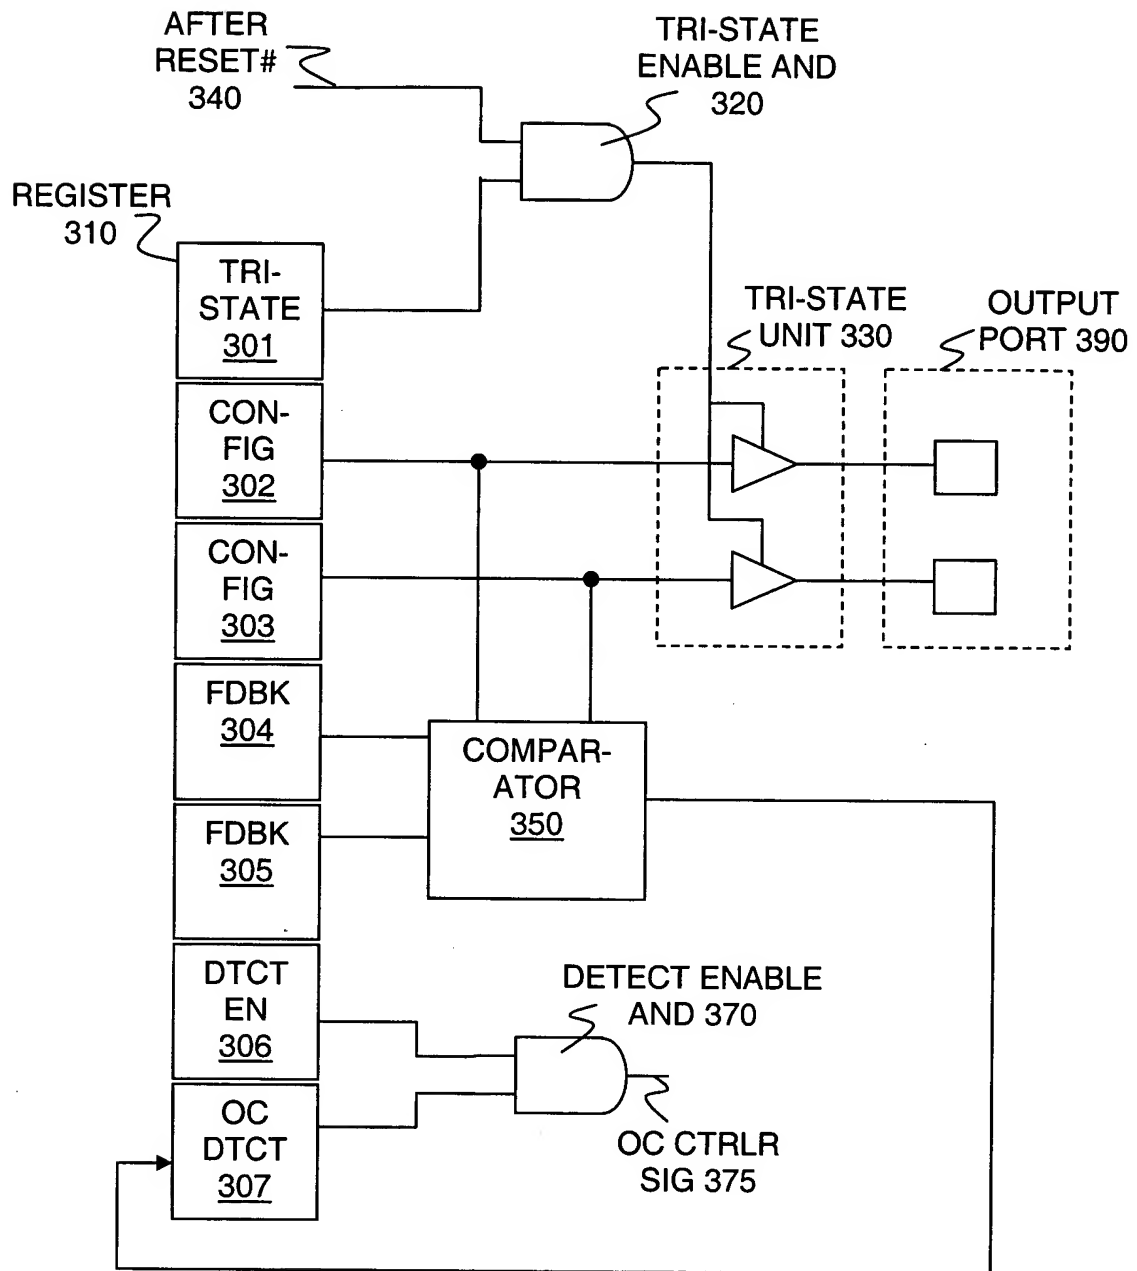 AFTER
RESET#
340
TRI-STATE
ENABLE AND
320
REGISTER
310
TRI-
STATE
301
TRI-STATE
UNIT 330
OUTPUT
PORT 390
CON-
FIG
302
CON-
FIG
303
FDBK
304
COMPAR-
ATOR
350
FDBK
305
DTCT
EN
306
DETECT ENABLE
AND 370
OC
DTCT
307
OC CTRLR
SIG 375